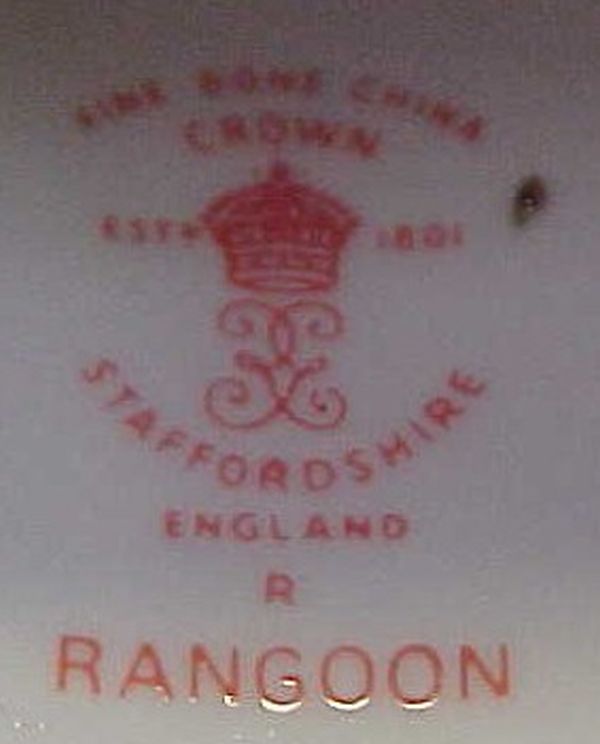 FINE BONE CHINA
CROWN
ESTD 1801
STAFFORDSHIRE
ENGLAND
R
RANGOON